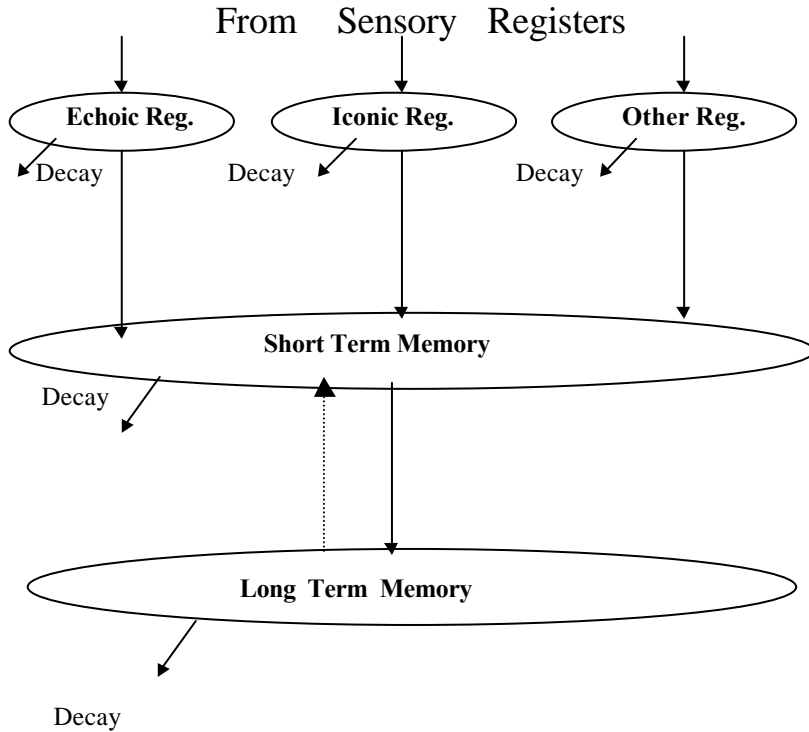 From Sensory Registers
Echoic Reg. Iconic Reg. Other Reg.
Decay Decay Decay
Short Term Memory
Decay
Long Term Memory
Decay